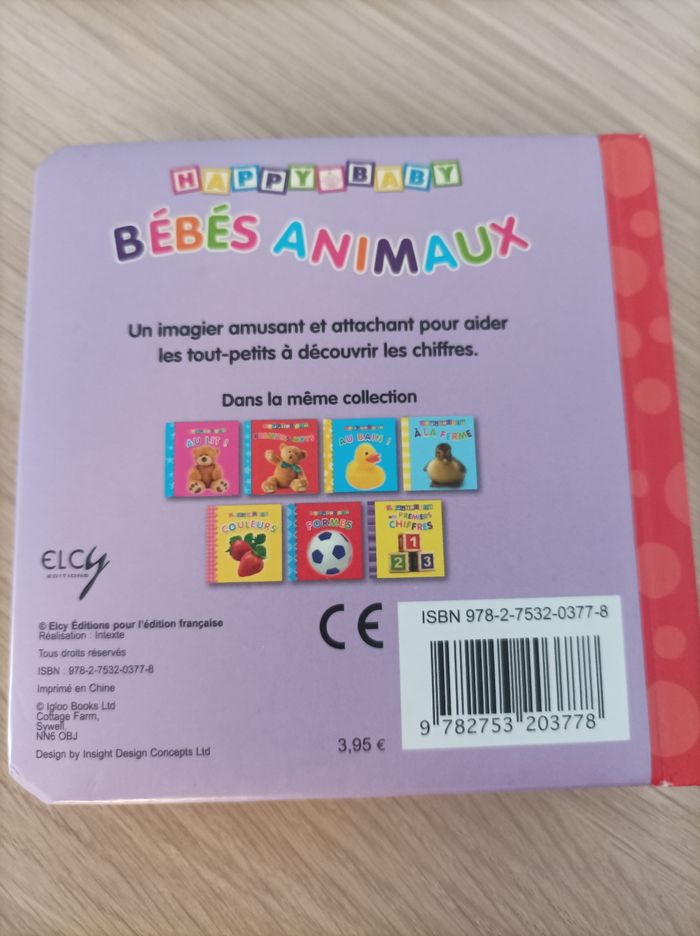 HAPPY BABY
BÉBÉS ANIMAUX
Un imagier amusant et attachant pour aider
les tout-petits à découvrir les chiffres.
Dans la même collection
AU LIT !
AU BAIN !
À LA FERME
COULEURS
FORMES
PREMIERS
CHIFFRES
1
2 3
ELCY
EDITIONS
© Elcy Éditions pour l'édition française
Réalisation : Intexte
Tous droits réservés
ISBN : 978-2-7532-0377-8
Imprimé en Chine
© Igloo Books Ltd
Cottage Farm,
Sywell,
NN6 OBJ
Design by Insight Design Concepts Ltd
CE
3,95 €
ISBN 978-2-7532-0377-8
9 782753 203778